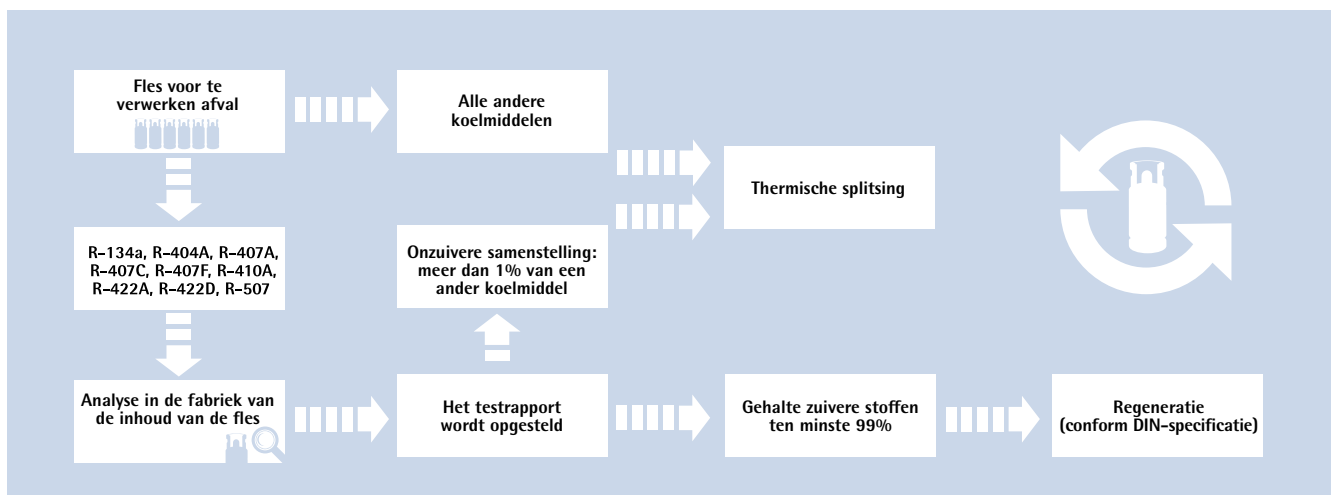 Fles voor te
verwerken afval
Alle andere
koelmiddelen
Thermische splitsing
R-134a, R-404A, R-407A,
R-407C, R-407F, R-410A,
R-422A, R-422D, R-507
Onzuivere samenstelling:
meer dan 1% van een
ander koelmiddel
Analyse in de fabriek van
de inhoud van de fles
Het testrapport
wordt opgesteld
Gehalte zuivere stoffen
ten minste 99%
Regeneratie
(conform DIN-specificatie)